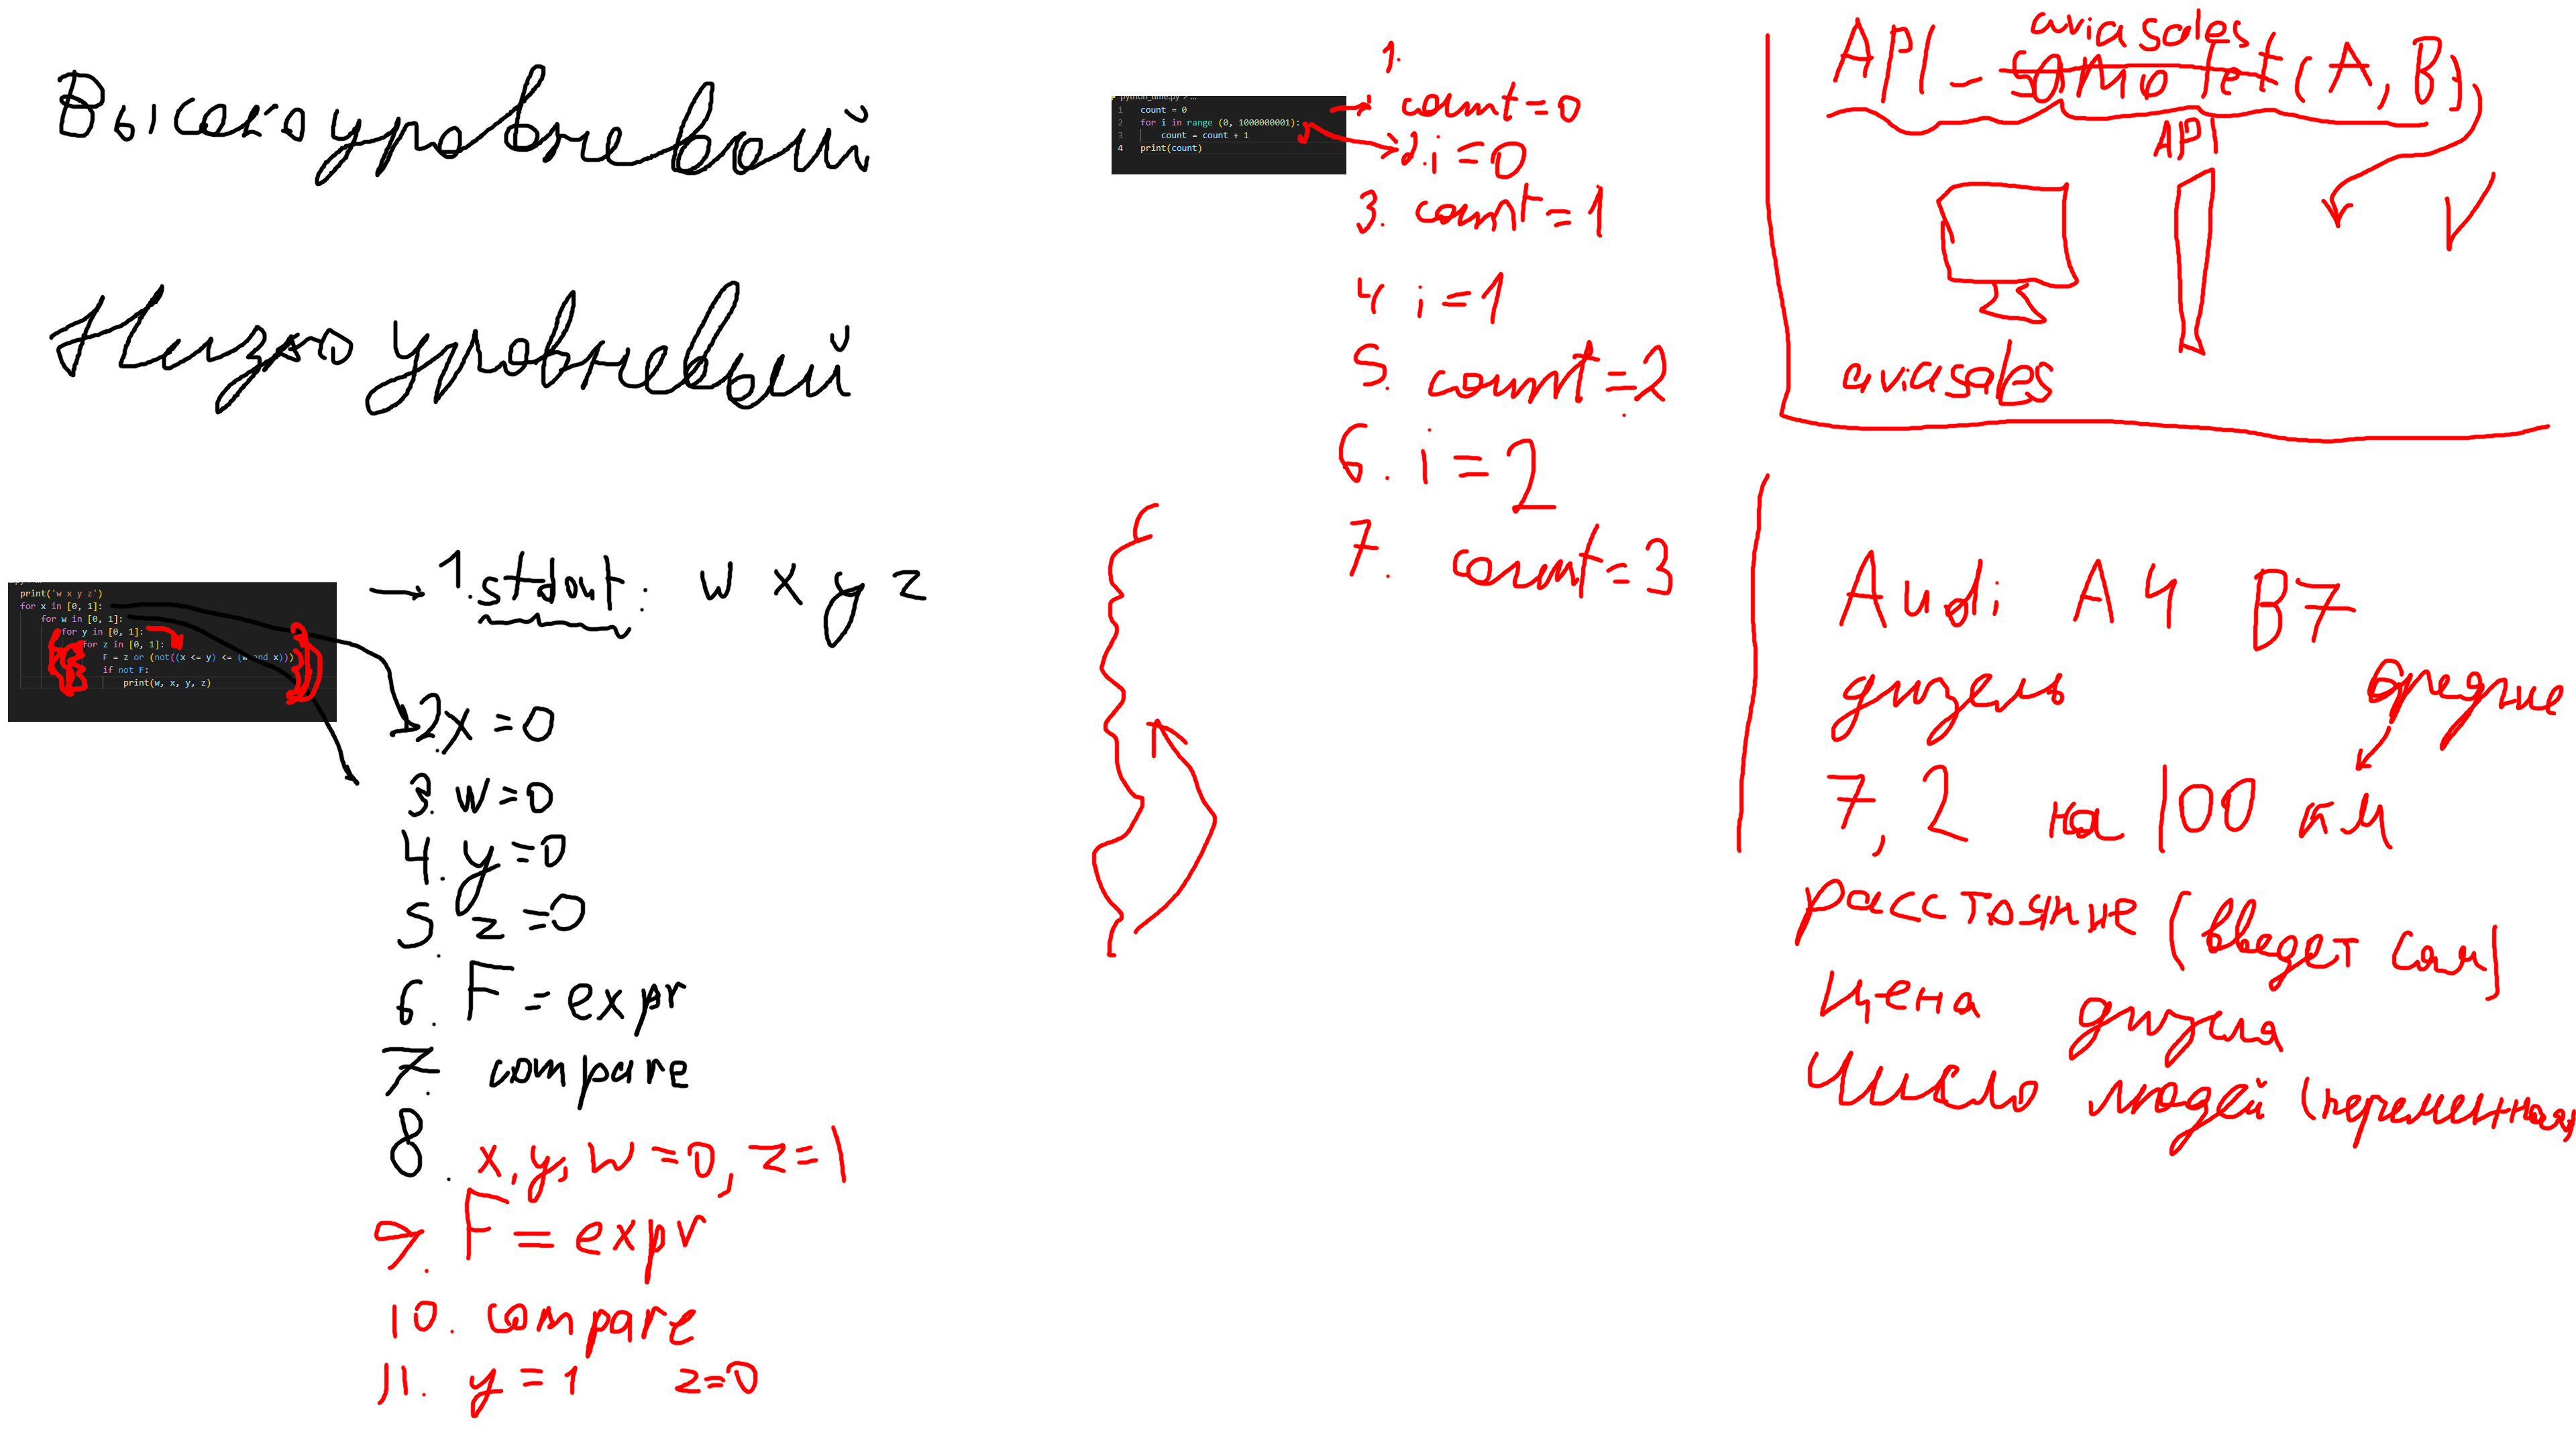 Высокоуровневый
Низкоуровневый
print('w x y z')
for x in [0, 1]:
for w in [0, 1]:
for y in [0, 1]:
for z in [0, 1]:
F = z or (not((x <= y) <= (w and x)))
if not F:
print(w, x, y, z)
1. stdout: w x y z
2. x = 0
3. w = 0
4. y = 0
5. z = 0
6. F = expr
7. compare
8. x, y, w = 0, z = 1
9. F = expr
10. compare
11. y = 1 z = 0
1 count = 0
2 for i in range (0, 1000000001):
3 count = count + 1
4 print(count)
1.
count = 0
2. i = 0
3. count = 1
4 i = 1
5. count = 2
6. i = 2
7. count = 3
aviasales
API - samolet (A, B)
API
aviasales
Audi A4 B7
дизель
средние
7,2 на 100 км
расстояние (введет сам)
цена дизеля
число людей (переменная)